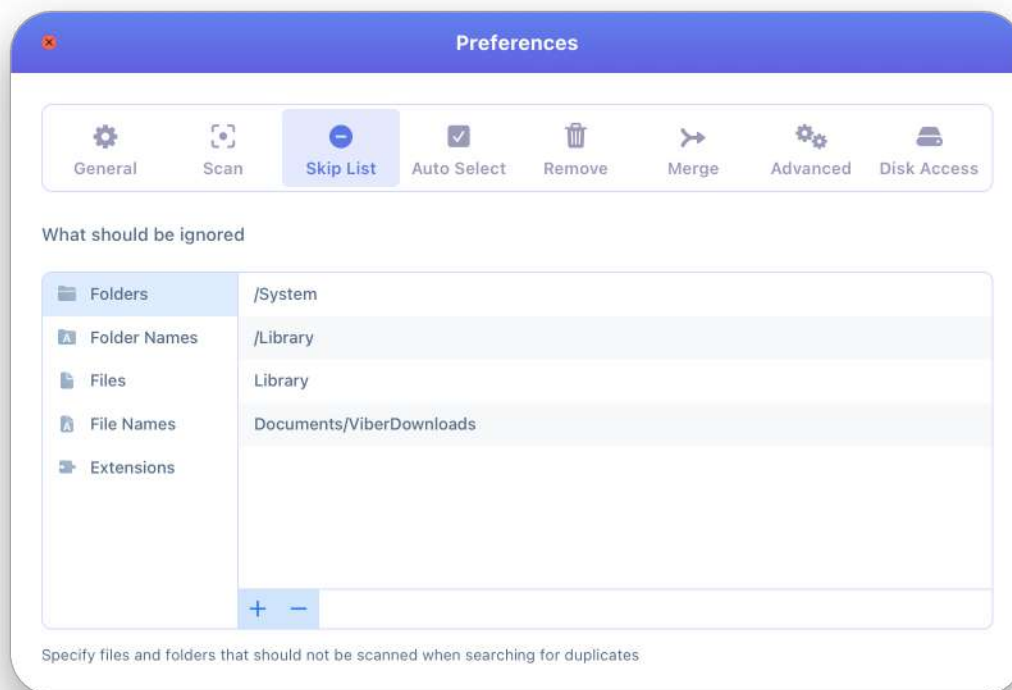 Preferences
General Scan Skip List Auto Select Remove Merge Advanced Disk Access
What should be ignored
Folders /System
Folder Names /Library
Files Library
File Names Documents/ViberDownloads
Extensions
Specify files and folders that should not be scanned when searching for duplicates